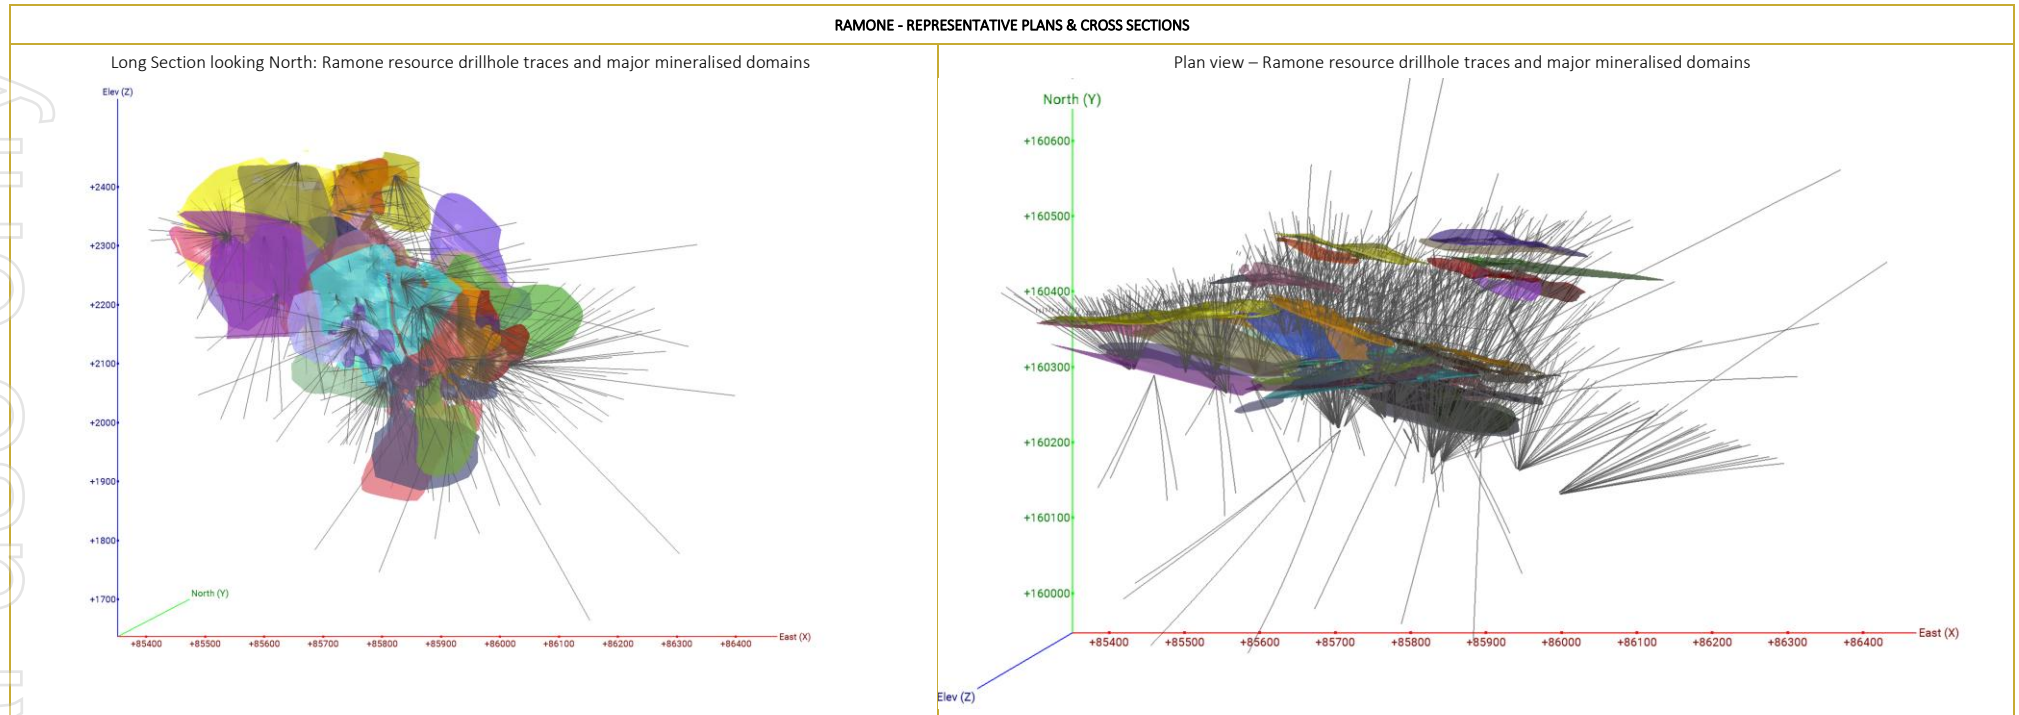 RAMONE - REPRESENTATIVE PLANS & CROSS SECTIONS
Long Section looking North: Ramone resource drillhole traces and major mineralised domains
Elev (Z)
+2400
+2300
+2200
+2100
+2000
+1900
+1800
+1700
North (Y)
+85400 +85500 +85600 +85700 +85800 +85900 +86000 +86100 +86200 +86300 +86400 East (X)
Plan view – Ramone resource drillhole traces and major mineralised domains
North (Y)
+160600
+160500
+160400
+160300
+160200
+160100
+160000
+85400 +85500 +85600 +85700 +85800 +85900 +86000 +86100 +86200 +86300 +86400 East (X)
Elev (Z)